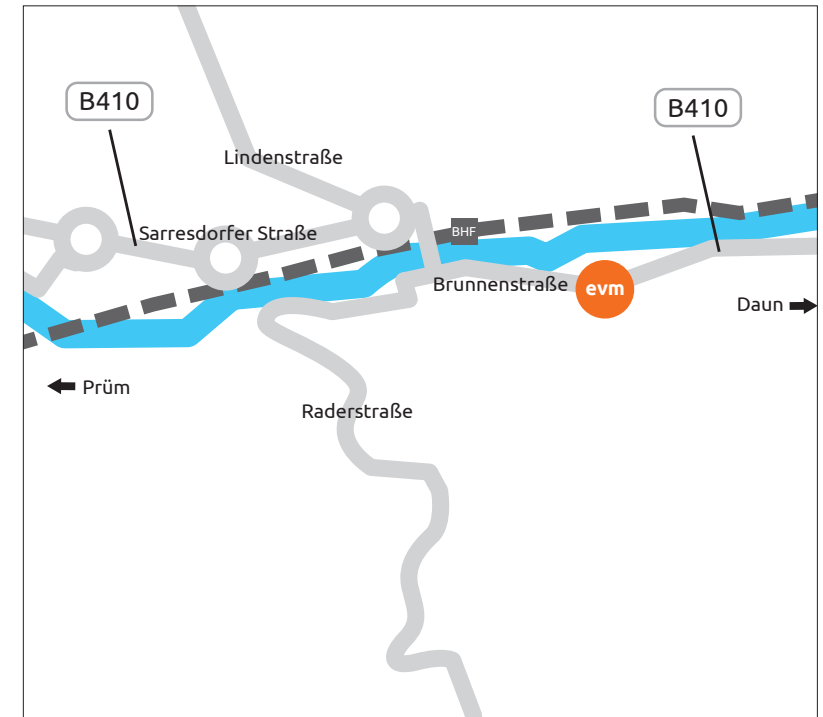 B410
B410
Lindenstraße
Sarresdorfer Straße
BHF
Brunnenstraße
evm
Daun
Prüm
Raderstraße